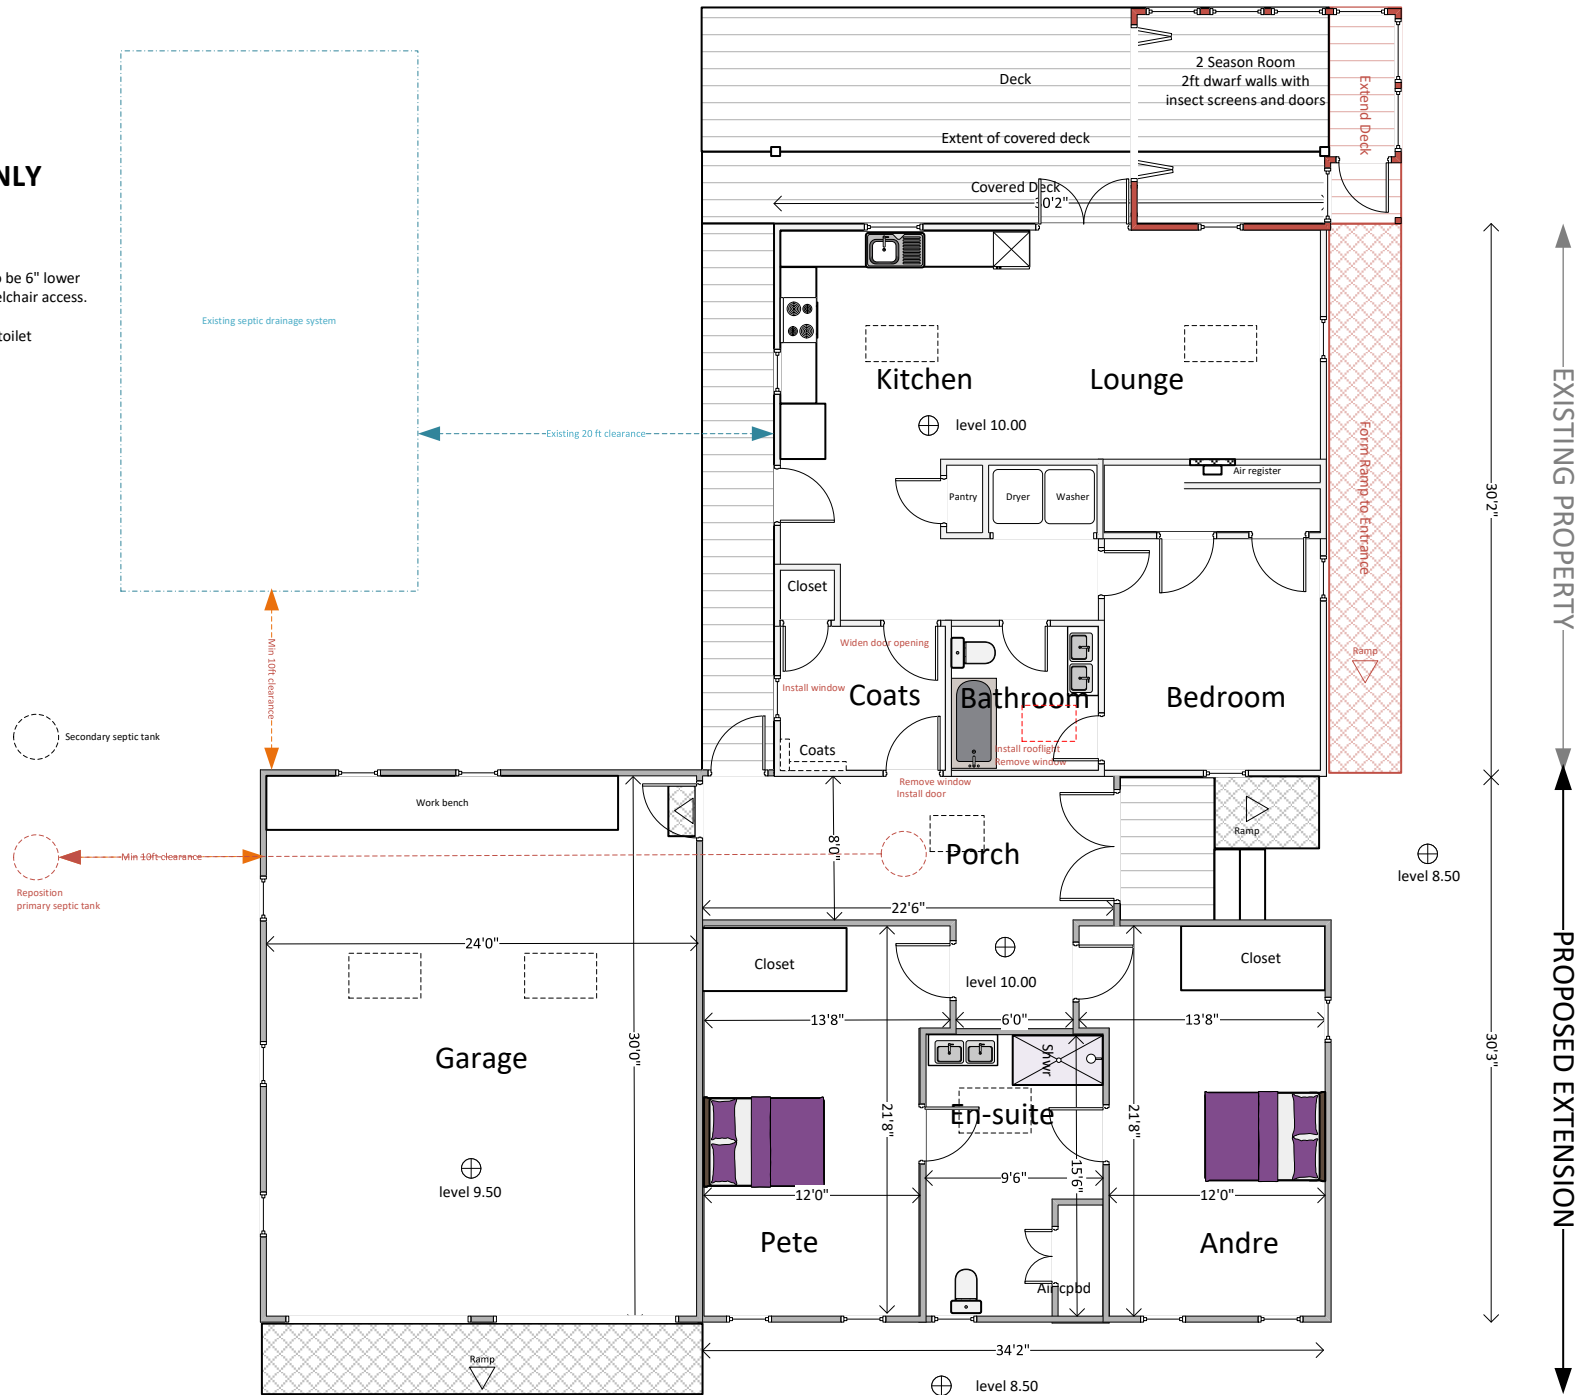 2 Season Room
2ft dwarf walls with
insect screens and doors
Deck
Extend Deck
Extent of covered deck
NLY
Covered Deck
30'2"
be 6" lower
elchair access.
toilet
Existing septic drainage system
Kitchen
Lounge
level 10.00
Existing 20 ft clearance
EXISTING PROPERTY
Form Ramp to Entrance
30'2"
Air register
Pantry
Dryer
Washer
Closet
Min 10ft clearance
Widen door opening
Ramp
Install window
Coats
Bathroom
Bedroom
Secondary septic tank
Coats
Install rooflight
Remove window
Remove window
Install door
Work bench
Ramp
8'0"
Porch
Min 10ft clearance
level 8.50
Reposition
primary septic tank
22'6"
24'0"
Closet
Closet
level 10.00
13'8"
6'0"
13'8"
30'0"
Garage
Shwr
30'3"
PROPOSED EXTENSION
21'8"
En-suite
21'8"
level 9.50
9'6"
15'6"
12'0"
12'0"
Pete
Andre
Air cpbd
Ramp
34'2"
level 8.50